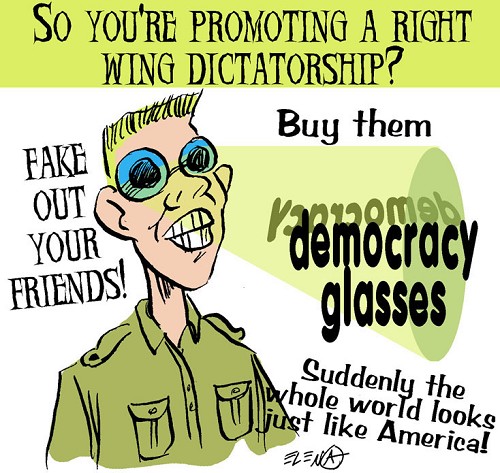 So you're promoting a right
wing dictatorship?
Fake
out
your
friends!
Buy them
democracy
democracy
glasses
Suddenly the
whole world looks
just like America!
ELENA